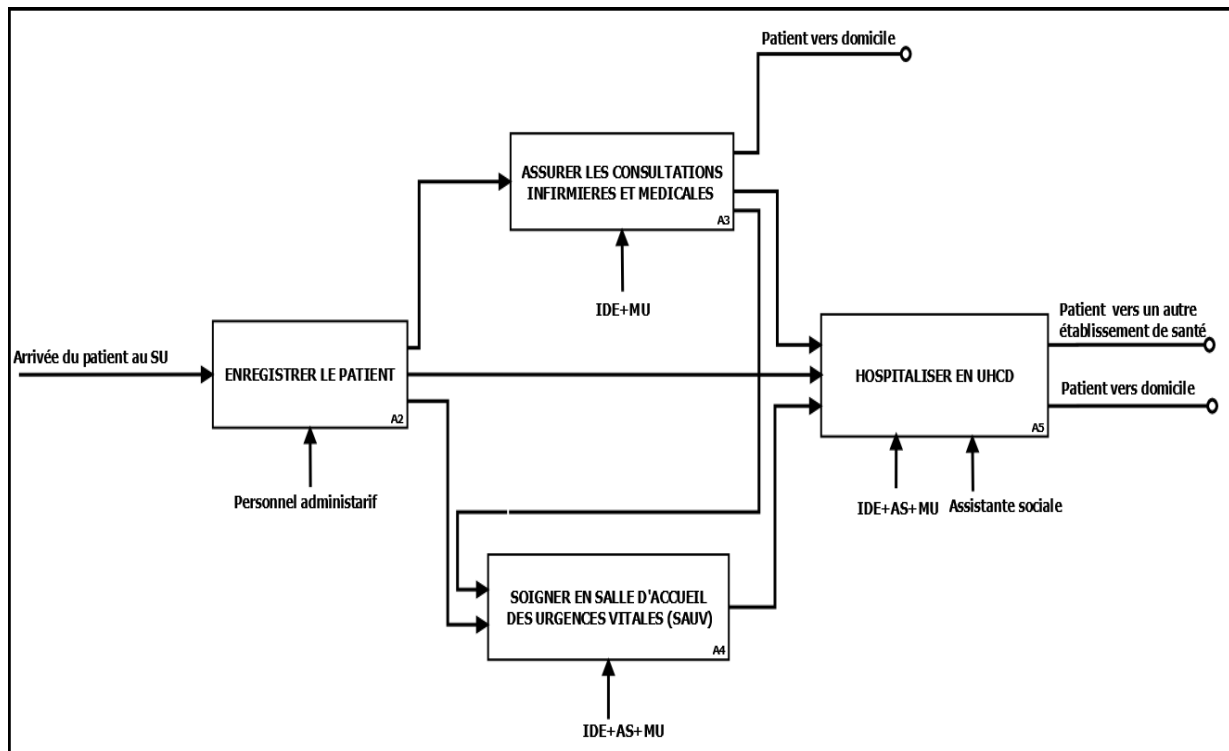 Patient vers domicile
ASSURER LES CONSULTATIONS
INFIRMIERES ET MEDICALES
A3
IDE+MU
Arrivée du patient au SU
ENREGISTRER LE PATIENT
A2
Personnel administarif
Patient vers un autre
établissement de santé
HOSPITALISER EN UHCD
Patient vers domicile
A5
IDE+AS+MU
Assistante sociale
SOIGNER EN SALLE D'ACCUEIL
DES URGENCES VITALES (SAUV)
A4
IDE+AS+MU